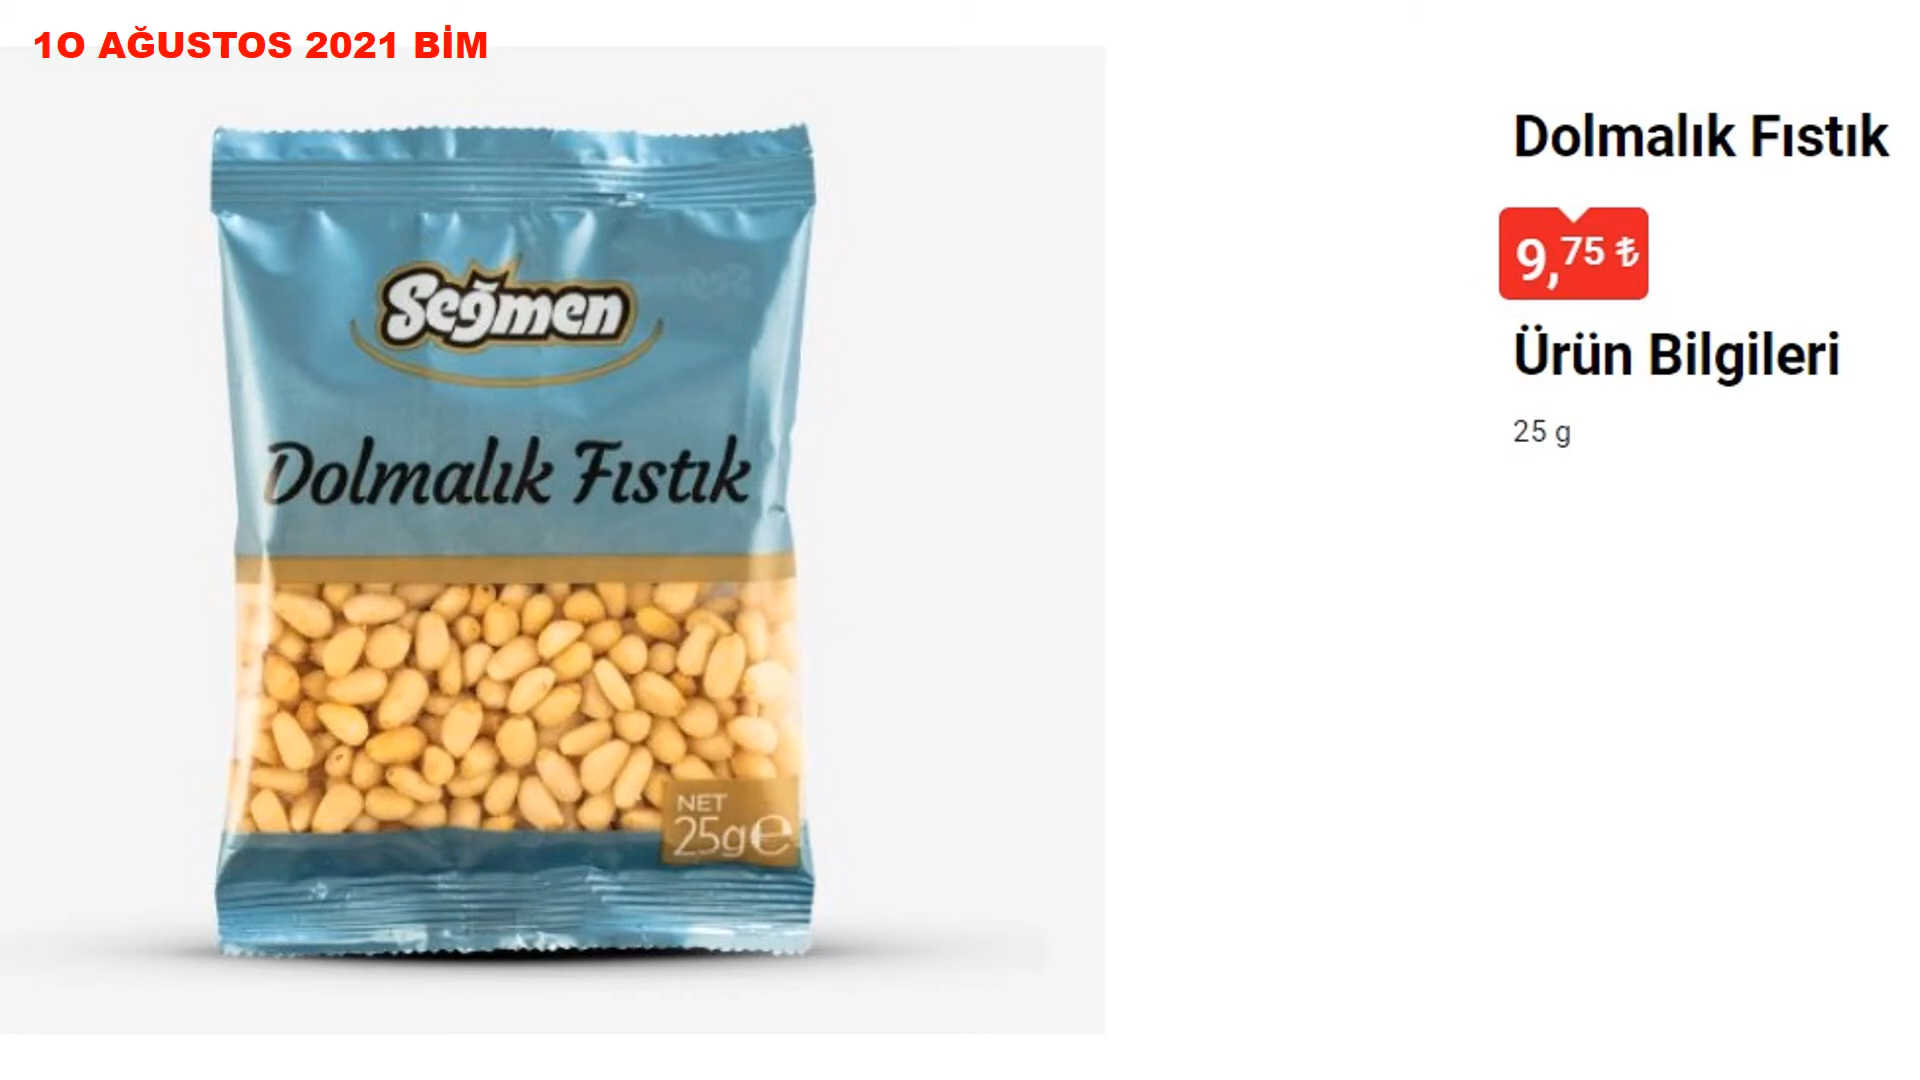 10 AĞUSTOS 2021 BİM
Seğmen
Dolmalık Fıstık
NET
25g℮
Dolmalık Fıstık
9,75 ₺
Ürün Bilgileri
25 g